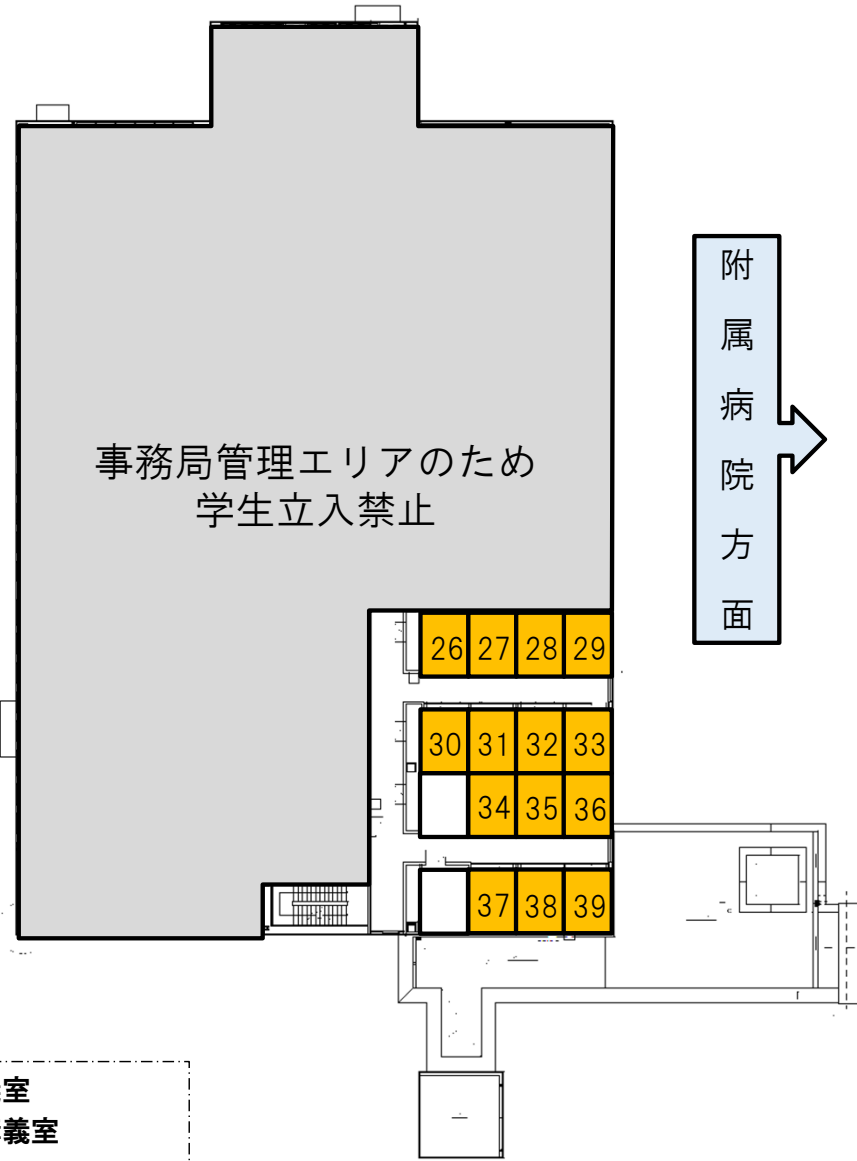 附属病院方面
事務局管理エリアのため
学生立入禁止
26 27 28 29
30 31 32 33
34 35 36
37 38 39
室
義室